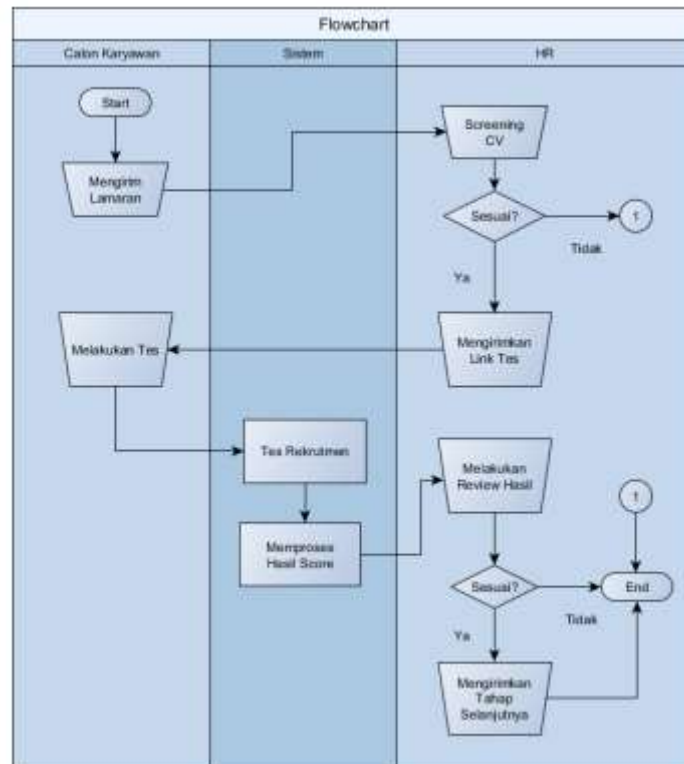 Flowchart
Calon Karyawan
Sistem
HR
Start
Mengirim
Lamaran
Screening
CV
Sesuai?
1
Tidak
Ya
Melakukan Tes
Mengirimkan
Link Tes
Tes Rekrutmen
Memproses
Hasil Score
Melakukan
Review Hasil
1
Sesuai?
End
Tidak
Ya
Mengirimkan
Tahap
Selanjutnya